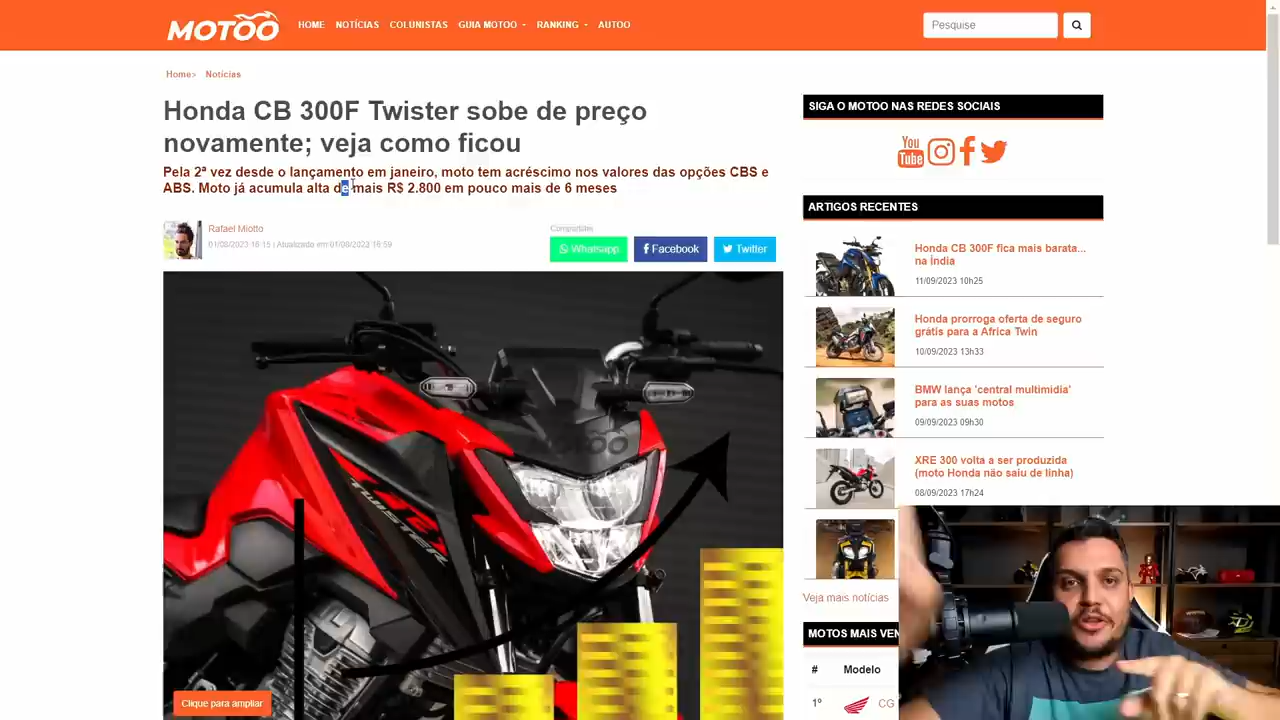 MOTOO
HOME NOTÍCIAS COLUNISTAS GUIA MOTOO RANKING AUTOO
Pesquise
Home> Notícias
Honda CB 300F Twister sobe de preço
novamente; veja como ficou
Pela 2ª vez desde o lançamento em janeiro, moto tem acréscimo nos valores das opções CBS e
ABS. Moto já acumula alta de mais R$ 2.800 em pouco mais de 6 meses
Rafael Miotto
01/08/2023 16:15 | Atualizado em 01/08/2023 16:59
Compartilhe
Whatsapp
Facebook
Twitter
TWISTER
MOTOO
Clique para ampliar
SIGA O MOTOO NAS REDES SOCIAIS
You
Tube
ARTIGOS RECENTES
Honda CB 300F fica mais barata...
na Índia
11/09/2023 10h25
Honda prorroga oferta de seguro
grátis para a Africa Twin
10/09/2023 13h33
BMW lança 'central multimidia'
para as suas motos
09/09/2023 09h30
XRE 300 volta a ser produzida
(moto Honda não saiu de linha)
08/09/2023 17h24
Veja mais notícias
MOTOS MAIS VEN
# Modelo
1º CG